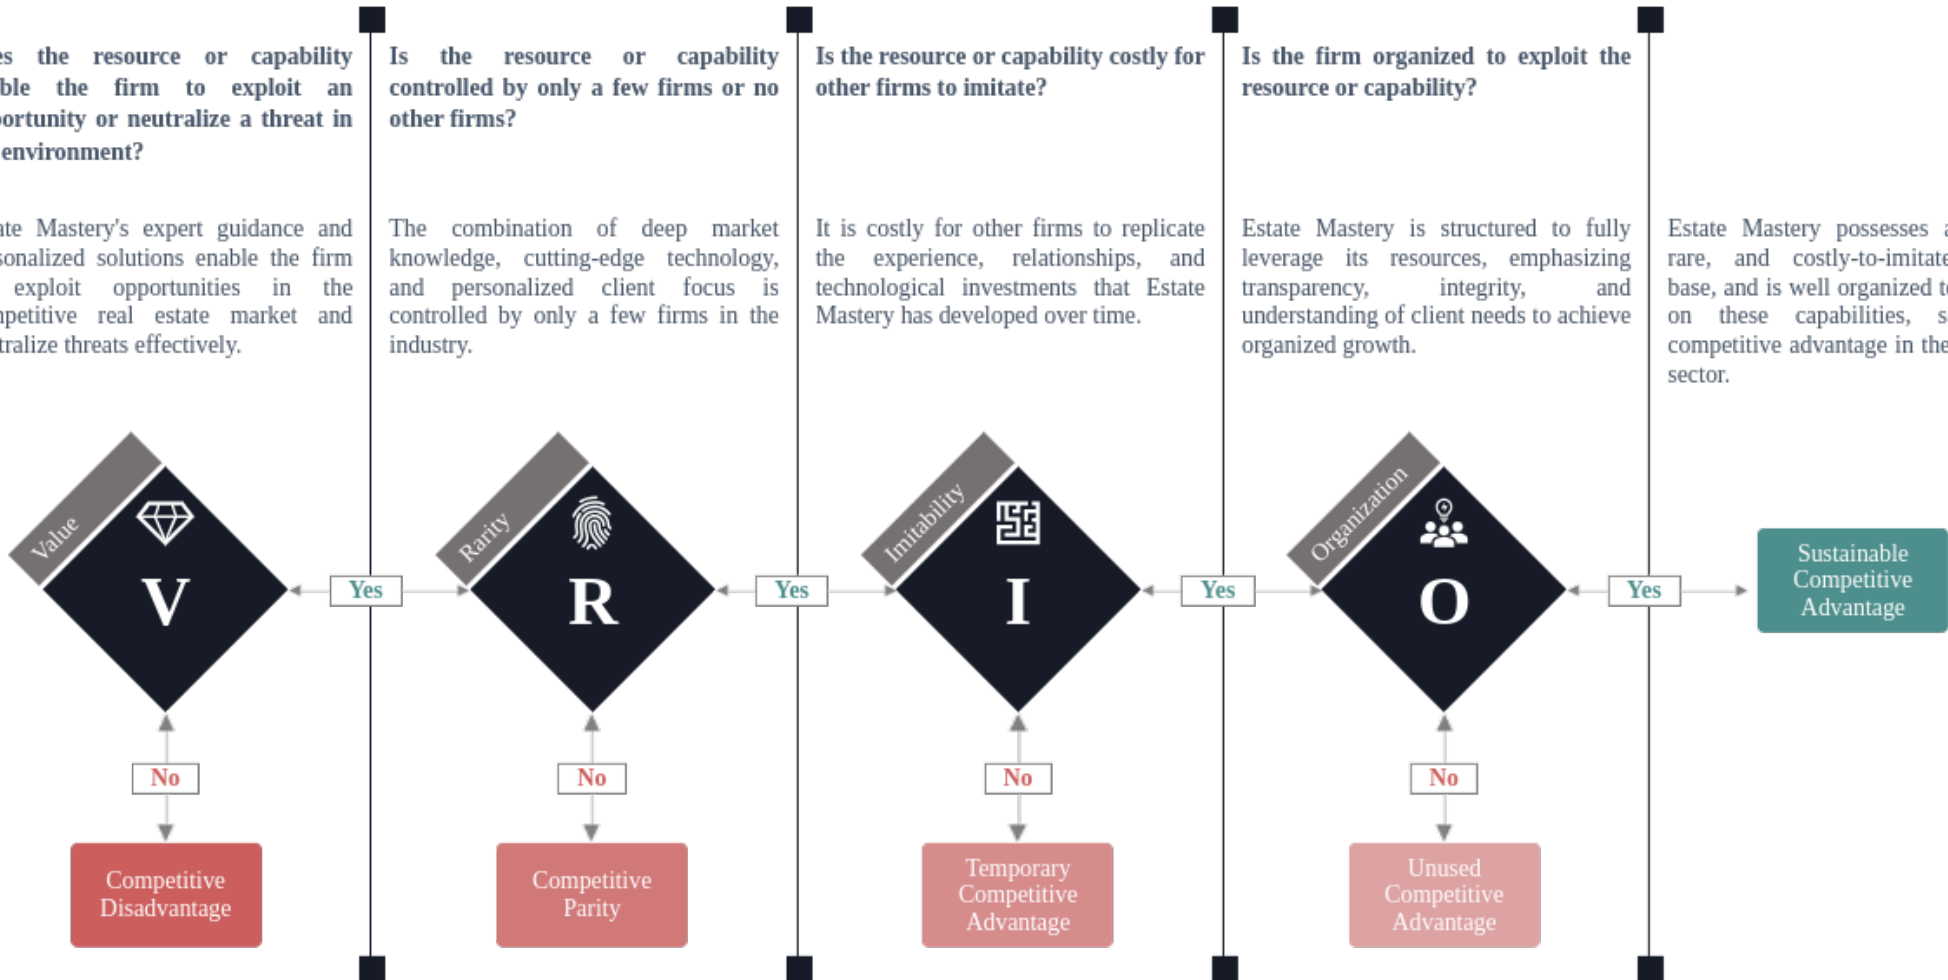 es the resource or capability
ble the firm to exploit an
ortunity or neutralize a threat in
environment?
ate Mastery's expert guidance and
sonalized solutions enable the firm
exploit opportunities in the
npetitive real estate market and
tralize threats effectively.
Value
V
Yes
No
Competitive
Disadvantage
Is the resource or capability
controlled by only a few firms or no
other firms?
The combination of deep market
knowledge, cutting-edge technology,
and personalized client focus is
controlled by only a few firms in the
industry.
Rarity
R
Yes
No
Competitive
Parity
Is the resource or capability costly for
other firms to imitate?
It is costly for other firms to replicate
the experience, relationships, and
technological investments that Estate
Mastery has developed over time.
Imitability
I
Yes
No
Temporary
Competitive
Advantage
Is the firm organized to exploit the
resource or capability?
Estate Mastery is structured to fully
leverage its resources, emphasizing
transparency, integrity, and
understanding of client needs to achieve
organized growth.
Organization
O
Yes
No
Unused
Competitive
Advantage
Estate Mastery possesses a
rare, and costly-to-imitate
base, and is well organized t
on these capabilities, s
competitive advantage in the
sector.
Sustainable
Competitive
Advantage